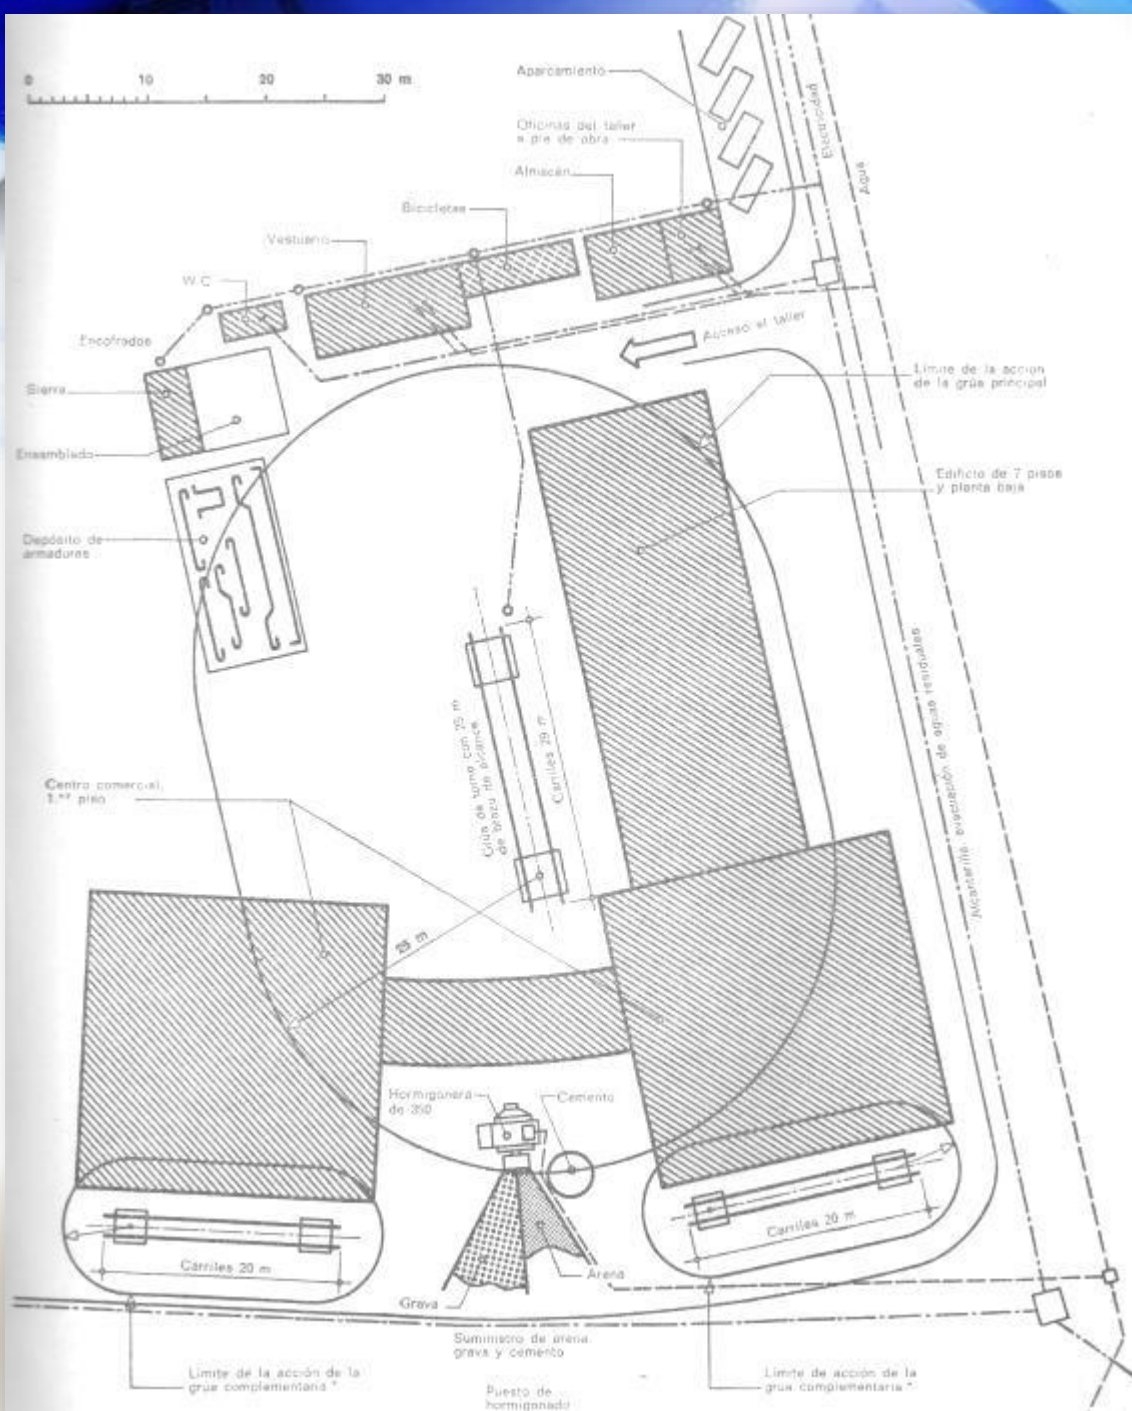 0 10 20 30 m
Aparcamiento
Oficinas del taller
a pie de obra
Almacén
Bicicletas
Vestuario
W.C
Encofrados
Sierra
Ensamblado
Depósito de
armaduras
Electricidad
Agua
Acceso al taller
Límite de la acción
de la grúa principal
Edificio de 7 pisos
y planta baja
Alcantarilla: evacuación de aguas residuales
Grúa de torre con 25 m
de brazo de alcance
Carriles 29 m
Centro comercial,
1.er piso
25 m
Hormigonera
de 350
Cemento
Carriles 20 m
Carriles 20 m
Arena
Grava
Suministro de arena,
grava y cemento
Límite de la acción de la
grúa complementaria *
Puesto de
hormigonado
Límite de acción de la
grúa complementaria *